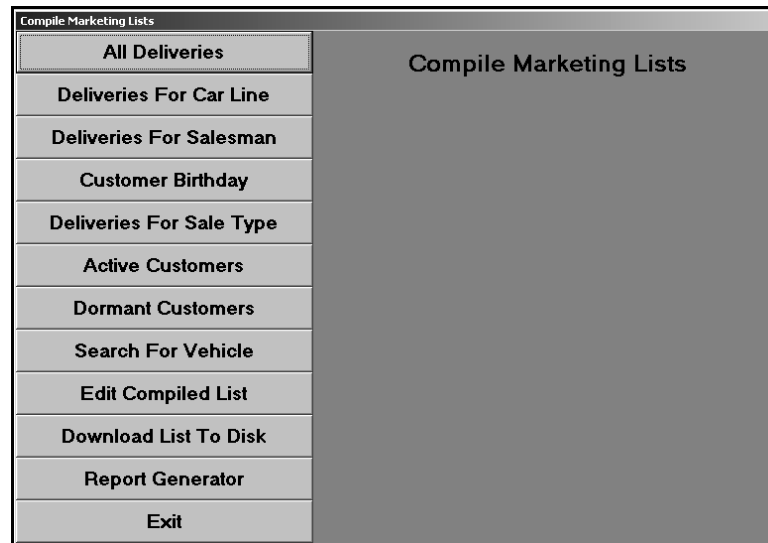 Compile Marketing Lists
All Deliveries
Compile Marketing Lists
Deliveries For Car Line
Deliveries For Salesman
Customer Birthday
Deliveries For Sale Type
Active Customers
Dormant Customers
Search For Vehicle
Edit Compiled List
Download List To Disk
Report Generator
Exit